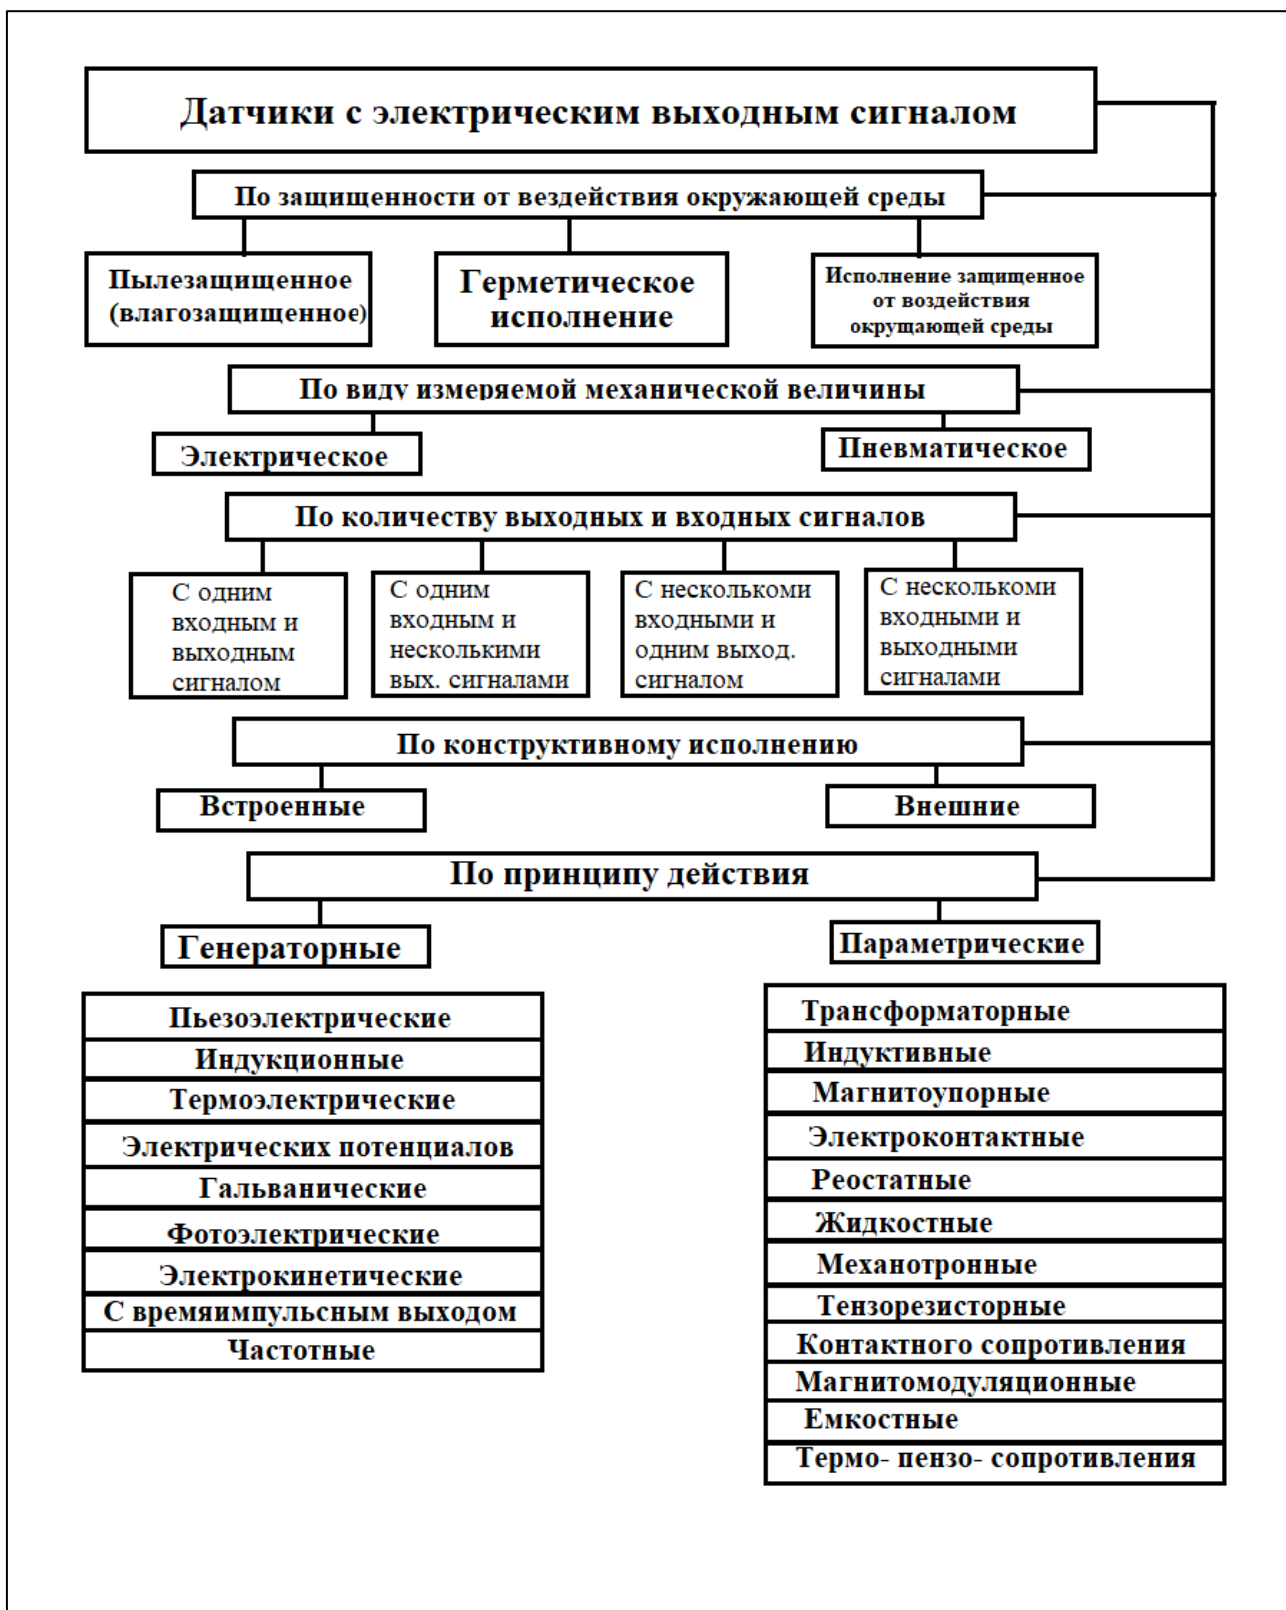 Датчики с электрическим выходным сигналом
По защищенности от вездействия окружающей среды
Пылезащищенное
(влагозащищенное)
Герметическое
исполнение
Исполнение защищенное
от воздействия
окрущающей среды
По виду измеряемой механической величины
Электрическое
Пневматическое
По количеству выходных и входных сигналов
С одним
входным и
выходным
сигналом
С одним
входным и
несколькими
вых. сигналами
С несколькоми
входными и
одним выход.
сигналом
С несколькоми
входными и
выходными
сигналами
По конструктивному исполнению
Встроенные
Внешние
По принципу действия
Генераторные
Параметрические
Пьезоэлектрические
Индукционные
Термоэлектрические
Электрических потенциалов
Гальванические
Фотоэлектрические
Электрокинетические
С времяимпульсным выходом
Частотные
Трансформаторные
Индуктивные
Магнитоупорные
Электроконтактные
Реостатные
Жидкостные
Механотронные
Тензорезисторные
Контактного сопротивления
Магнитомодуляционные
Емкостные
Термо- пензо- сопротивления